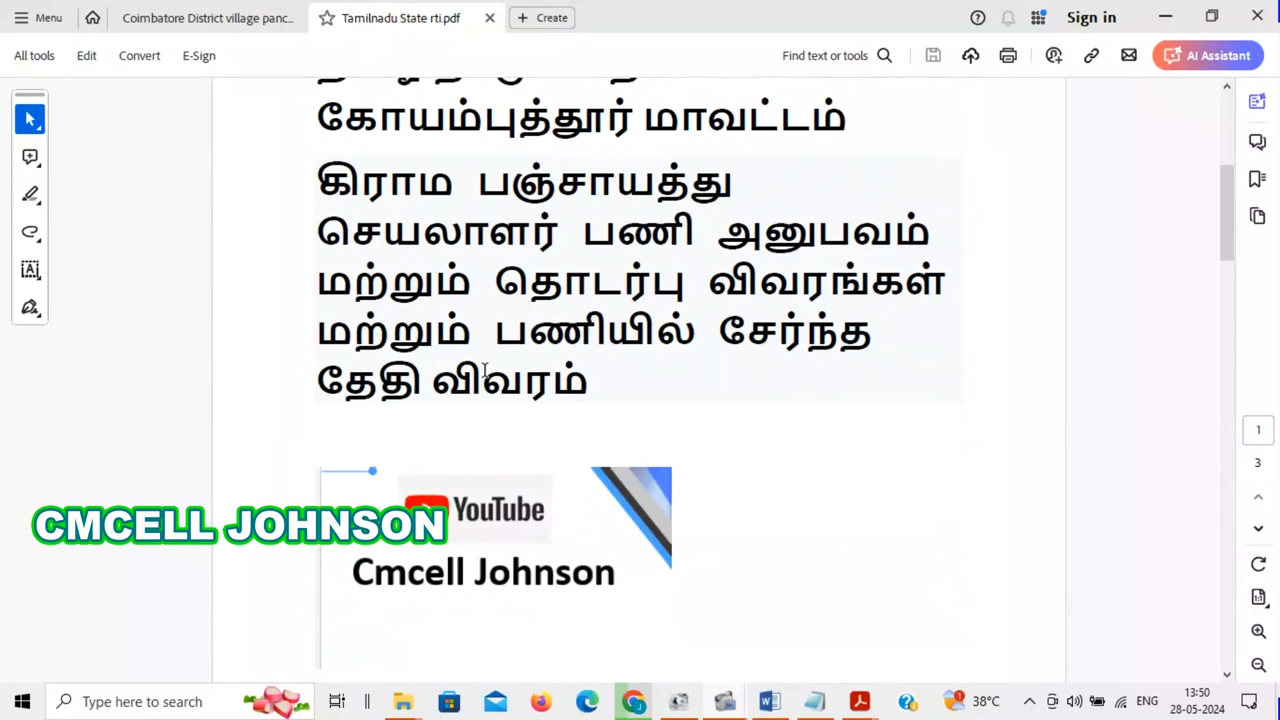 Menu
Coimbatore District village panc...
Tamilnadu State rti.pdf
Create
Sign in
All tools
Edit
Convert
E-Sign
Find text or tools
AI Assistant
கோயம்புத்தூர் மாவட்டம்
கிராம பஞ்சாயத்து
செயலாளர் பணி அனுபவம்
மற்றும் தொடர்பு விவரங்கள்
மற்றும் பணியில் சேர்ந்த
தேதி விவரம்
1
3
YouTube
CMCELL JOHNSON
Cmcell Johnson
Type here to search
38°C
ENG
13:50
28-05-2024